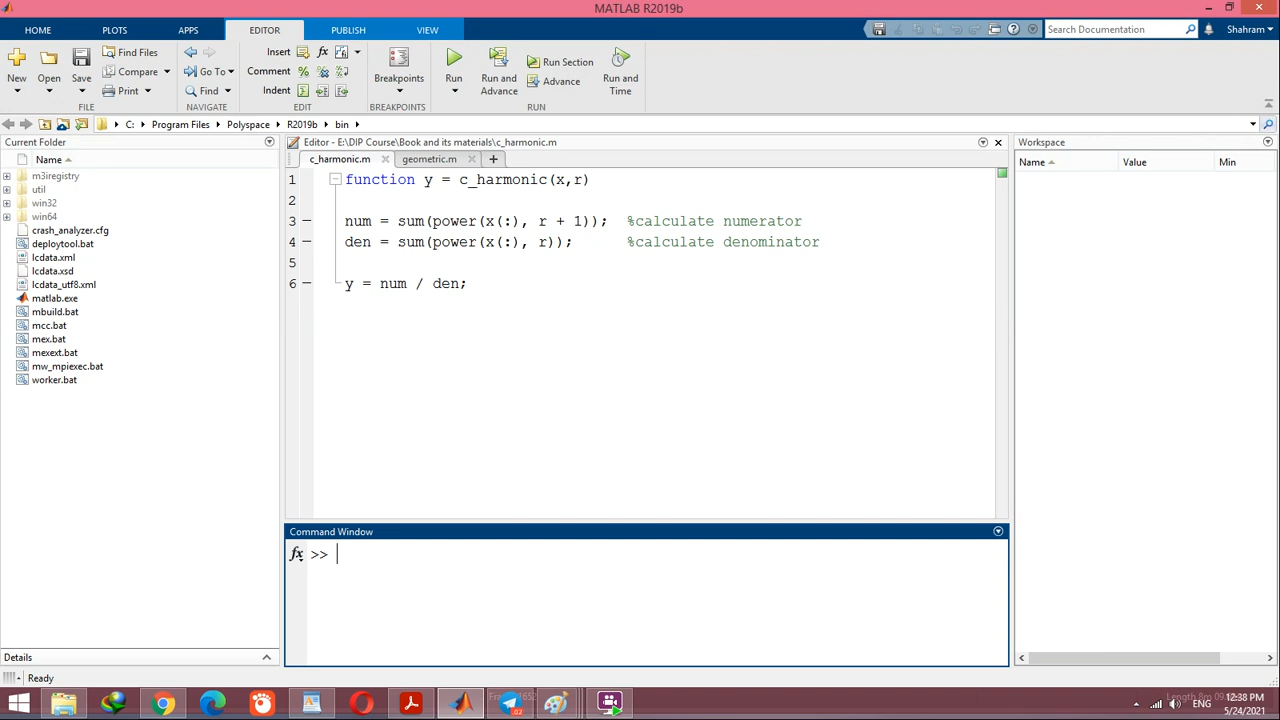 MATLAB R2019b
HOME PLOTS APPS EDITOR PUBLISH VIEW Search Documentation Shahram
New Open Save Find Files Compare Print Go To Find Insert Comment Indent Breakpoints Run Run and Advance Run Section Advance Run and Time
FILE NAVIGATE EDIT BREAKPOINTS RUN
C: Program Files Polyspace R2019b bin
Current Folder
Name
m3iregistry
util
win32
win64
crash_analyzer.cfg
deploytool.bat
lcdata.xml
lcdata.xsd
lcdata_utf8.xml
matlab.exe
mbuild.bat
mcc.bat
mex.bat
mexext.bat
mw_mpiexec.bat
worker.bat
Details
Editor - E:\DIP Course\Book and its materials\c_harmonic.m
c_harmonic.m geometric.m
1 function y = c_harmonic(x,r)
2
3 num = sum(power(x(:), r + 1)); %calculate numerator
4 den = sum(power(x(:), r)); %calculate denominator
5
6 y = num / den;
Command Window
fx >>
Workspace
Name Value Min
Ready
02
ENG 12:38 PM
5/24/2021